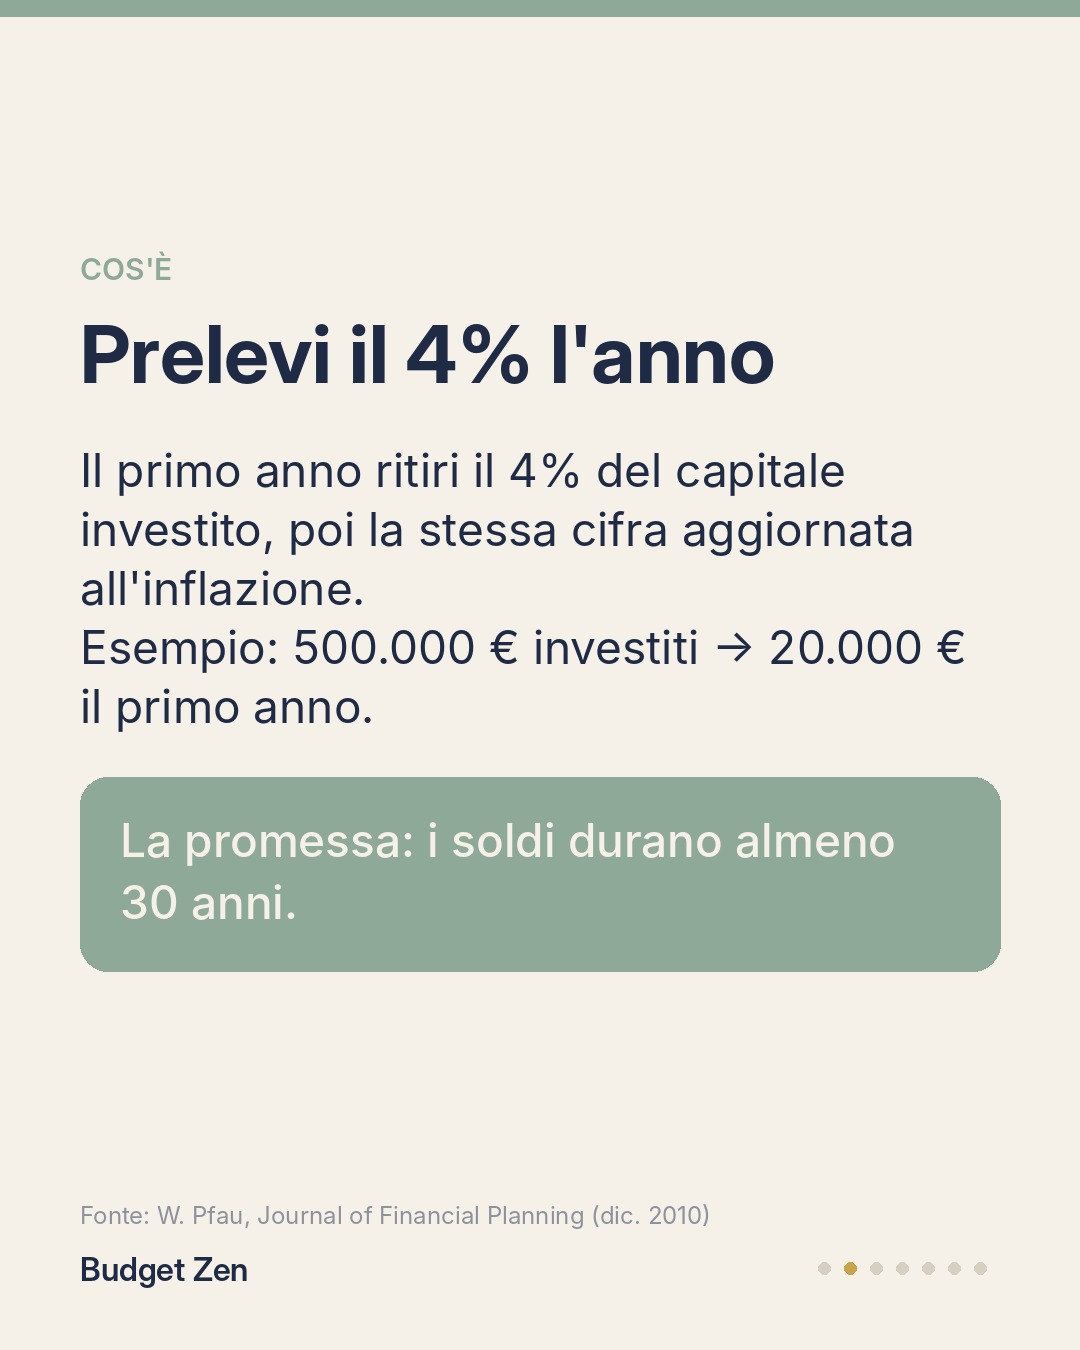 COS'È
Prelevi il 4% l'anno
Il primo anno ritiri il 4% del capitale
investito, poi la stessa cifra aggiornata
all'inflazione.
Esempio: 500.000 € investiti → 20.000 €
il primo anno.
La promessa: i soldi durano almeno
30 anni.
Fonte: W. Pfau, Journal of Financial Planning (dic. 2010)
Budget Zen